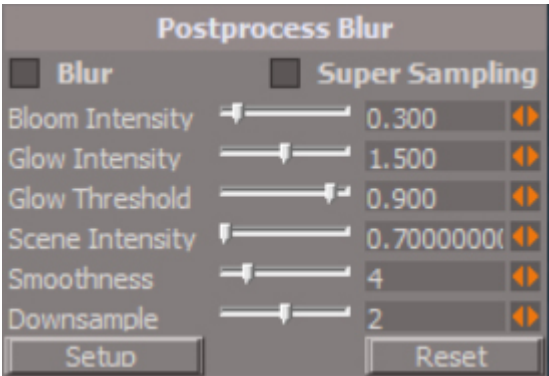 Postprocess Blur
Blur Super Sampling
Bloom Intensity 0.300
Glow Intensity 1.500
Glow Threshold 0.900
Scene Intensity 0.7000000(
Smoothness 4
Downsample 2
Setup Reset